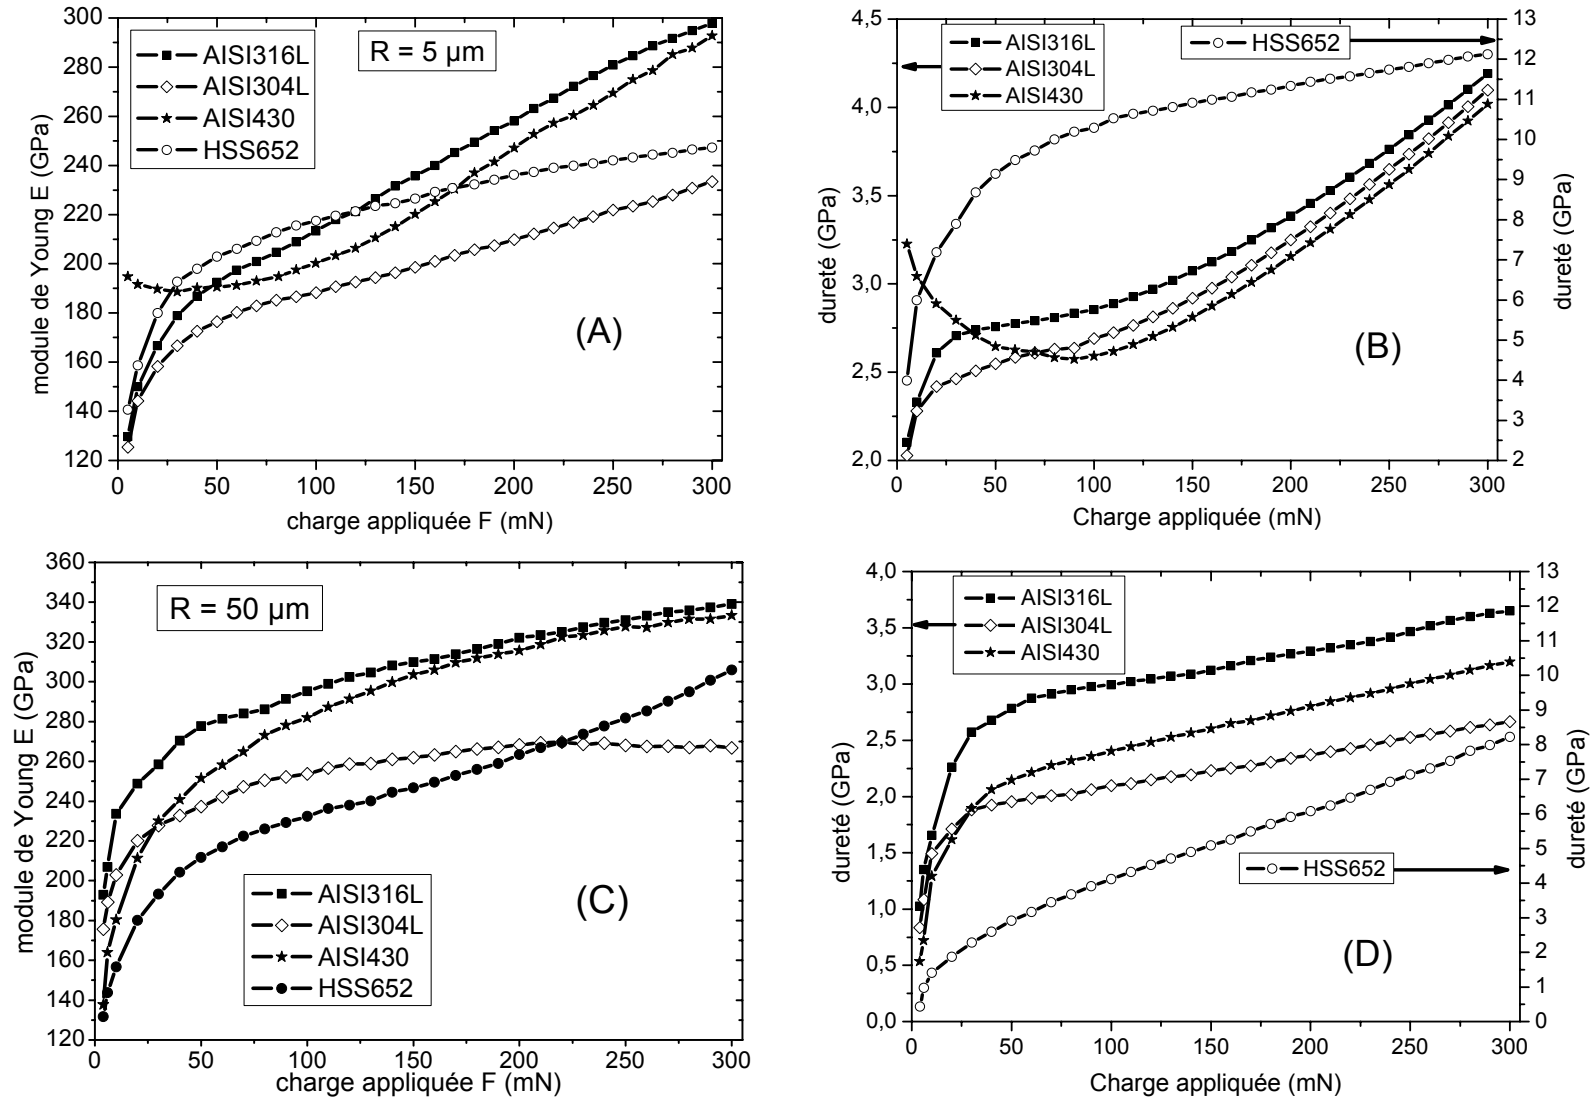 R = 5 µm
AISI316L
AISI304L
AISI430
HSS652
(A)
module de Young E (GPa)
300
280
260
240
220
200
180
160
140
120
0 50 100 150 200 250 300
charge appliquée F (mN)
AISI316L
AISI304L
AISI430
HSS652
(B)
dureté (GPa)
4,5
4,0
3,5
3,0
2,5
2,0
dureté (GPa)
13
12
11
10
9
8
7
6
5
4
3
2
0 50 100 150 200 250 300
Charge appliquée (mN)
R = 50 µm
AISI316L
AISI304L
AISI430
HSS652
(C)
module de Young E (GPa)
360
340
320
300
280
260
240
220
200
180
160
140
120
0 50 100 150 200 250 300
charge appliquée F (mN)
AISI316L
AISI304L
AISI430
HSS652
(D)
dureté (GPa)
4,0
3,5
3,0
2,5
2,0
1,5
1,0
0,5
0,0
dureté (GPa)
13
12
11
10
9
8
7
6
5
4
3
2
1
0
0 50 100 150 200 250 300
Charge appliquée (mN)